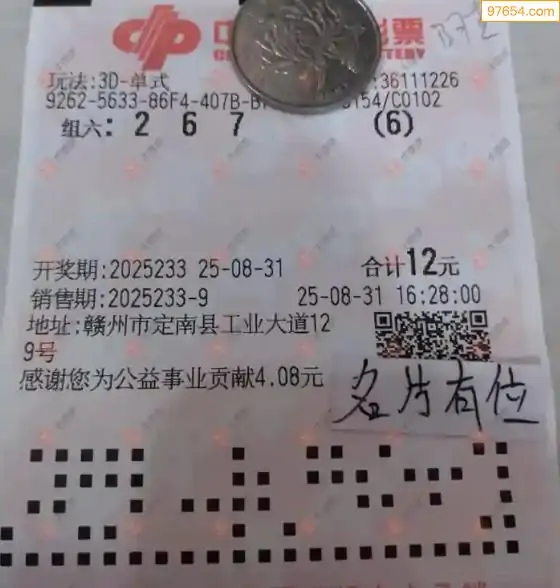 97654.com
中 彩票
玩法:3D-单式 :36111226
9262-5633-86F4-407B-B 154/C0102
组六: 2 6 7 (6)
开奖期:2025233 25-08-31 合计12元
销售期:2025233-9 25-08-31 16:28:00
地址:赣州市定南县工业大道12
9号
感谢您为公益事业贡献4.08元
名片有位